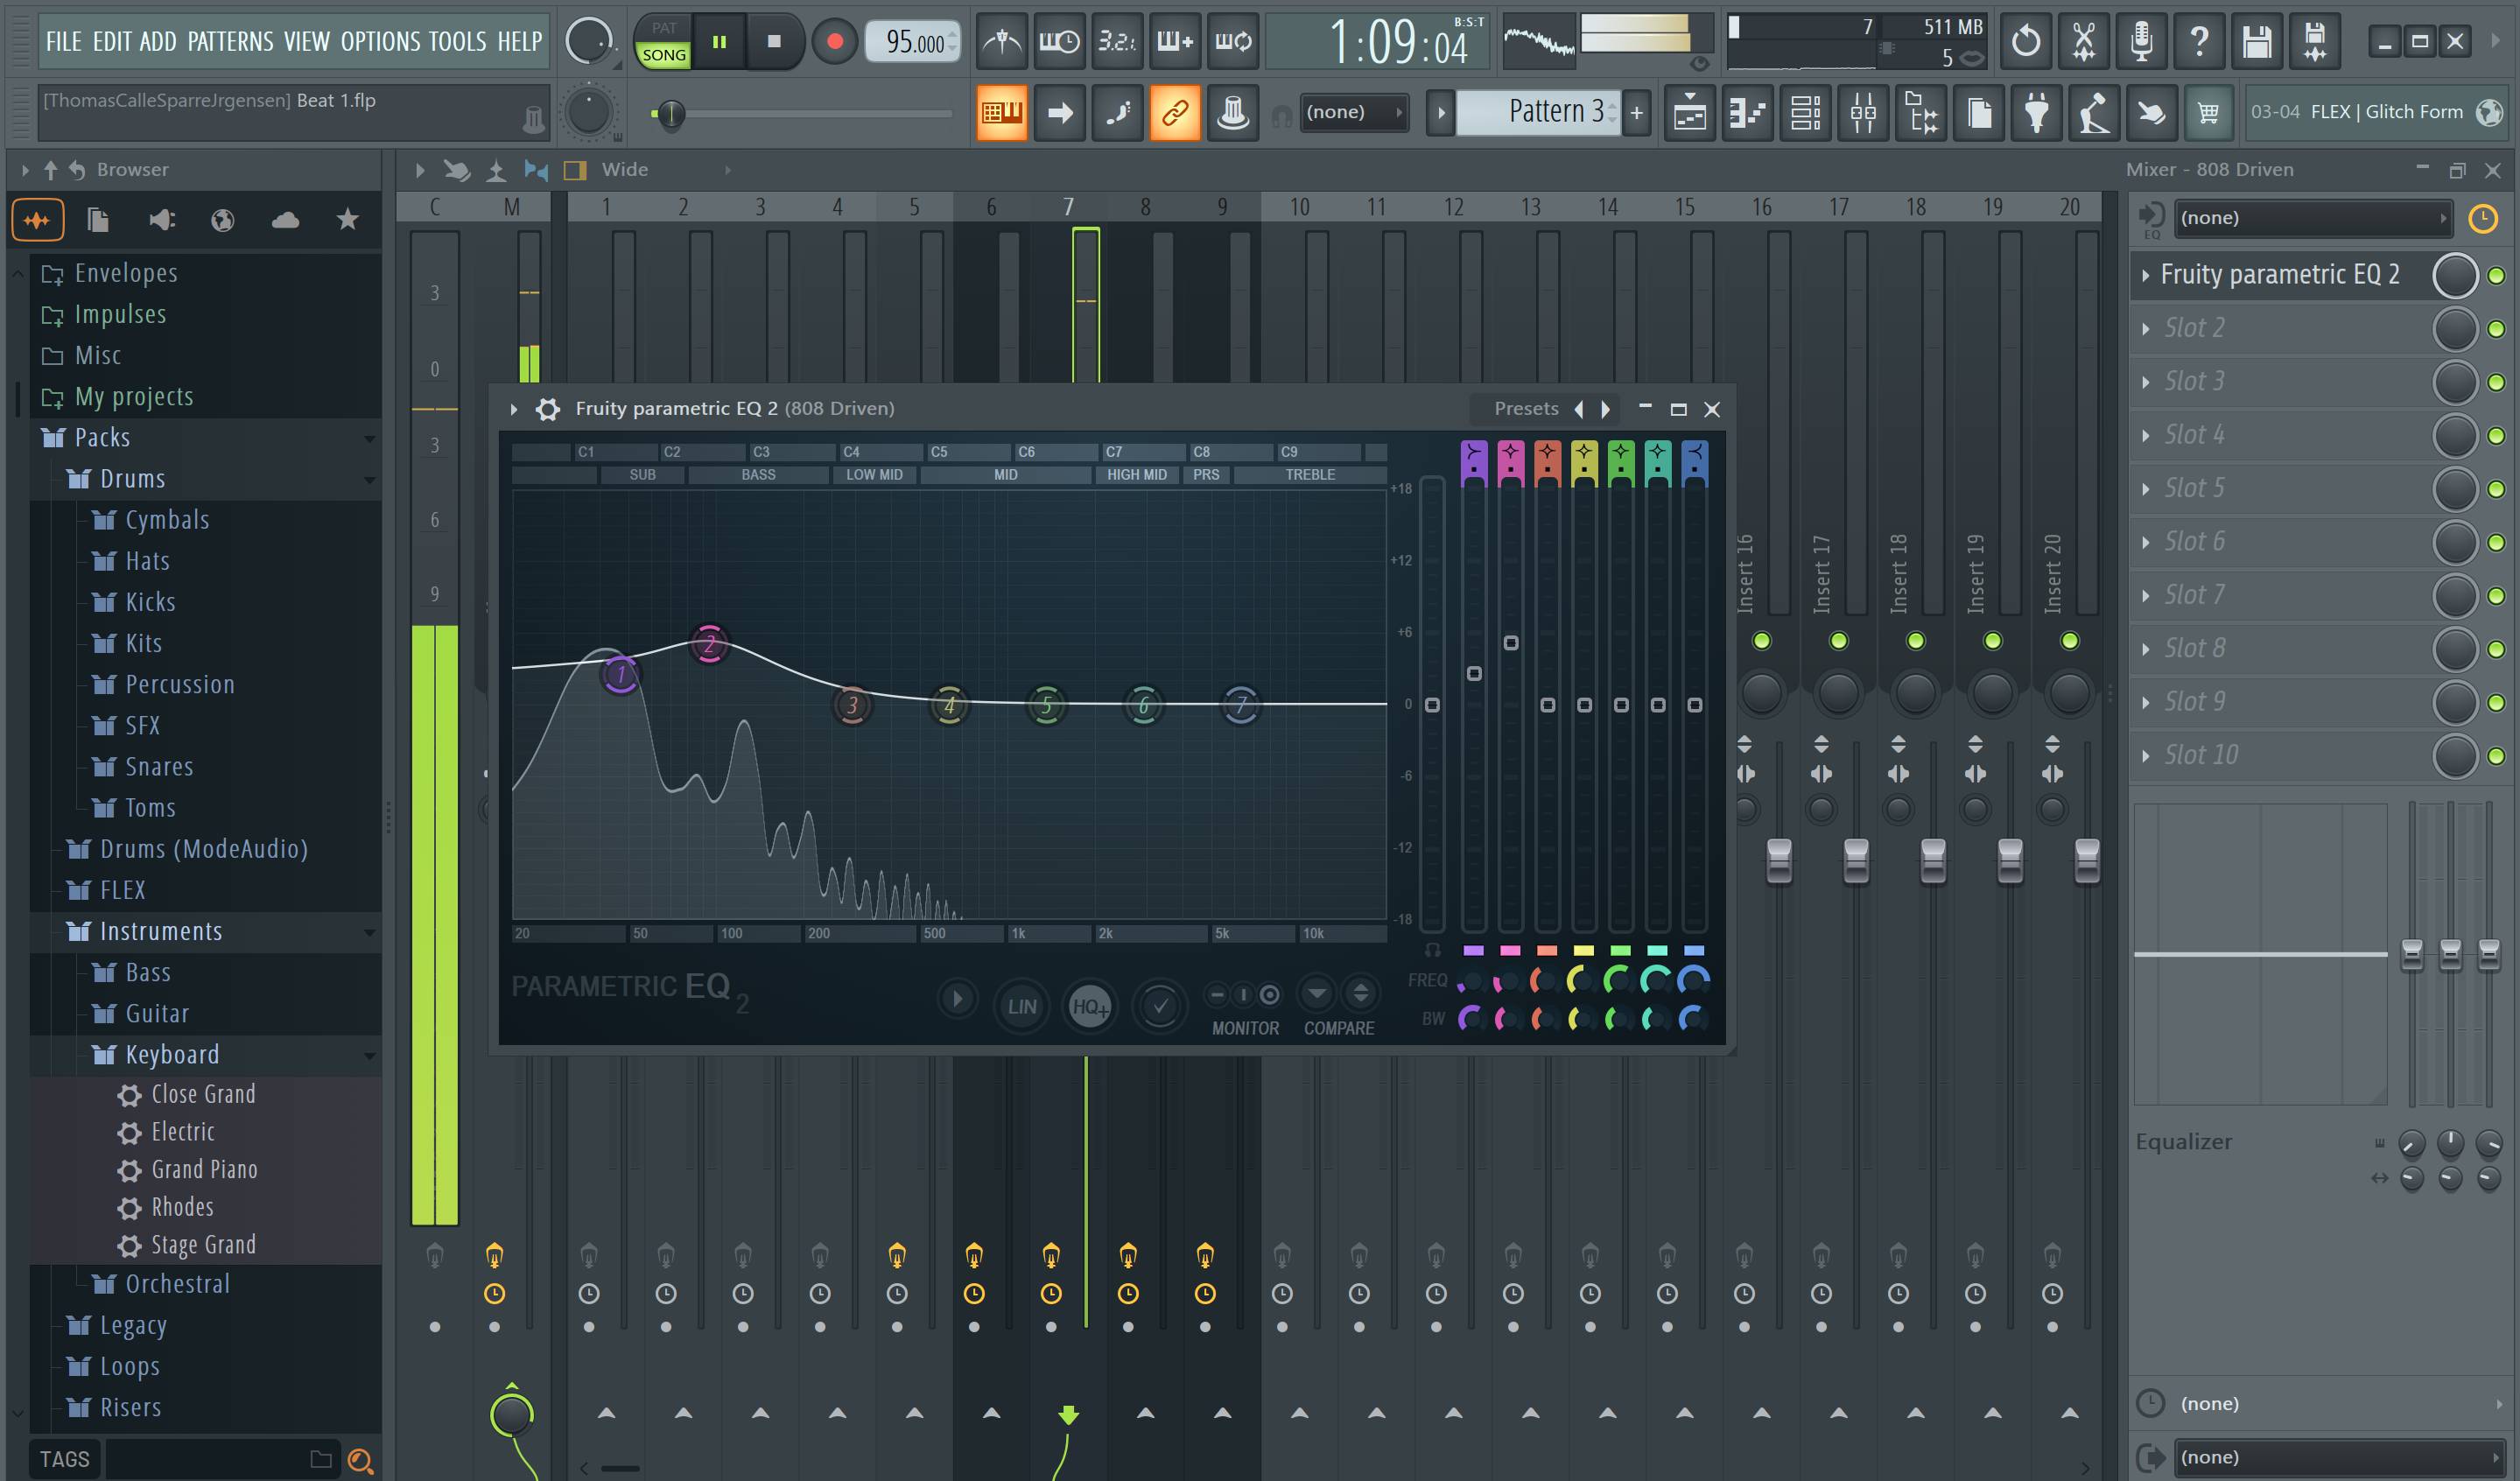 FILE EDIT ADD PATTERNS VIEW OPTIONS TOOLS HELP
PAT
SONG
95.000
3.2.1
1:09:04
B:S:T
7
511 MB
5
[ThomasCalleSparreJrgensen] Beat 1.flp
(none)
Pattern 3
03-04 FLEX | Glitch Form
Browser
Wide
Mixer - 808 Driven
C M 1 2 3 4 5 6 7 8 9 10 11 12 13 14 15 16 17 18 19 20
3
0
3
6
9
Envelopes
Impulses
Misc
My projects
Packs
Drums
Cymbals
Hats
Kicks
Kits
Percussion
SFX
Snares
Toms
Drums (ModeAudio)
FLEX
Instruments
Bass
Guitar
Keyboard
Close Grand
Electric
Grand Piano
Rhodes
Stage Grand
Orchestral
Legacy
Loops
Risers
TAGS
Fruity parametric EQ 2 (808 Driven)
Presets
C1 C2 C3 C4 C5 C6 C7 C8 C9
SUB BASS LOW MID MID HIGH MID PRS TREBLE
+18
+12
+6
0
-6
-12
-18
1 2 3 4 5 6 7
20 50 100 200 500 1k 2k 5k 10k
PARAMETRIC EQ 2
LIN
HQ+
MONITOR
COMPARE
FREQ
BW
Insert 16
Insert 17
Insert 18
Insert 19
Insert 20
EQ
(none)
Fruity parametric EQ 2
Slot 2
Slot 3
Slot 4
Slot 5
Slot 6
Slot 7
Slot 8
Slot 9
Slot 10
Equalizer
(none)
(none)